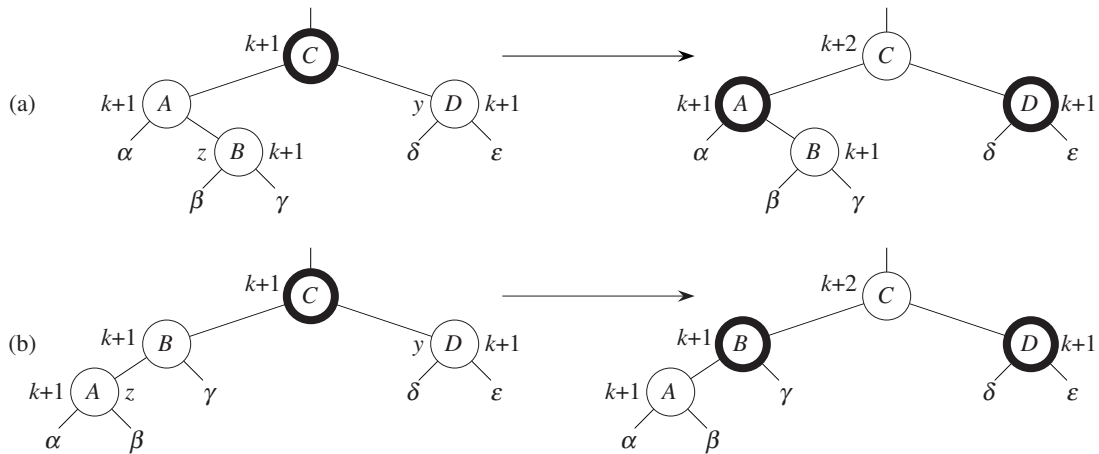 k+1 C k+2 C
(a) k+1 A y D k+1 k+1 A D k+1
α z B k+1 δ ε α B k+1 δ ε
β γ β γ
k+1 C k+2 C
(b) k+1 B y D k+1 k+1 B D k+1
k+1 A z γ δ ε k+1 A γ δ ε
α β α β